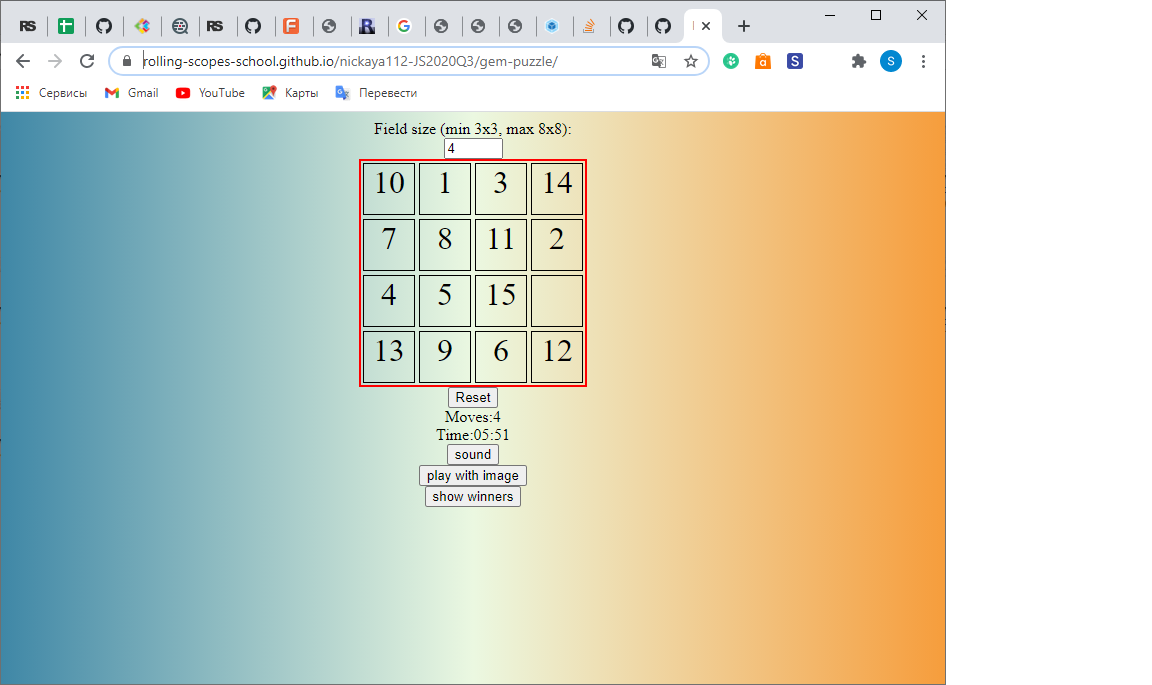 rolling-scopes-school.github.io/nickaya112-JS2020Q3/gem-puzzle/
Сервисы Gmail YouTube Карты Перевести
Field size (min 3x3, max 8x8):
4
10 1 3 14
7 8 11 2
4 5 15
13 9 6 12
Reset
Moves:4
Time:05:51
sound
play with image
show winners